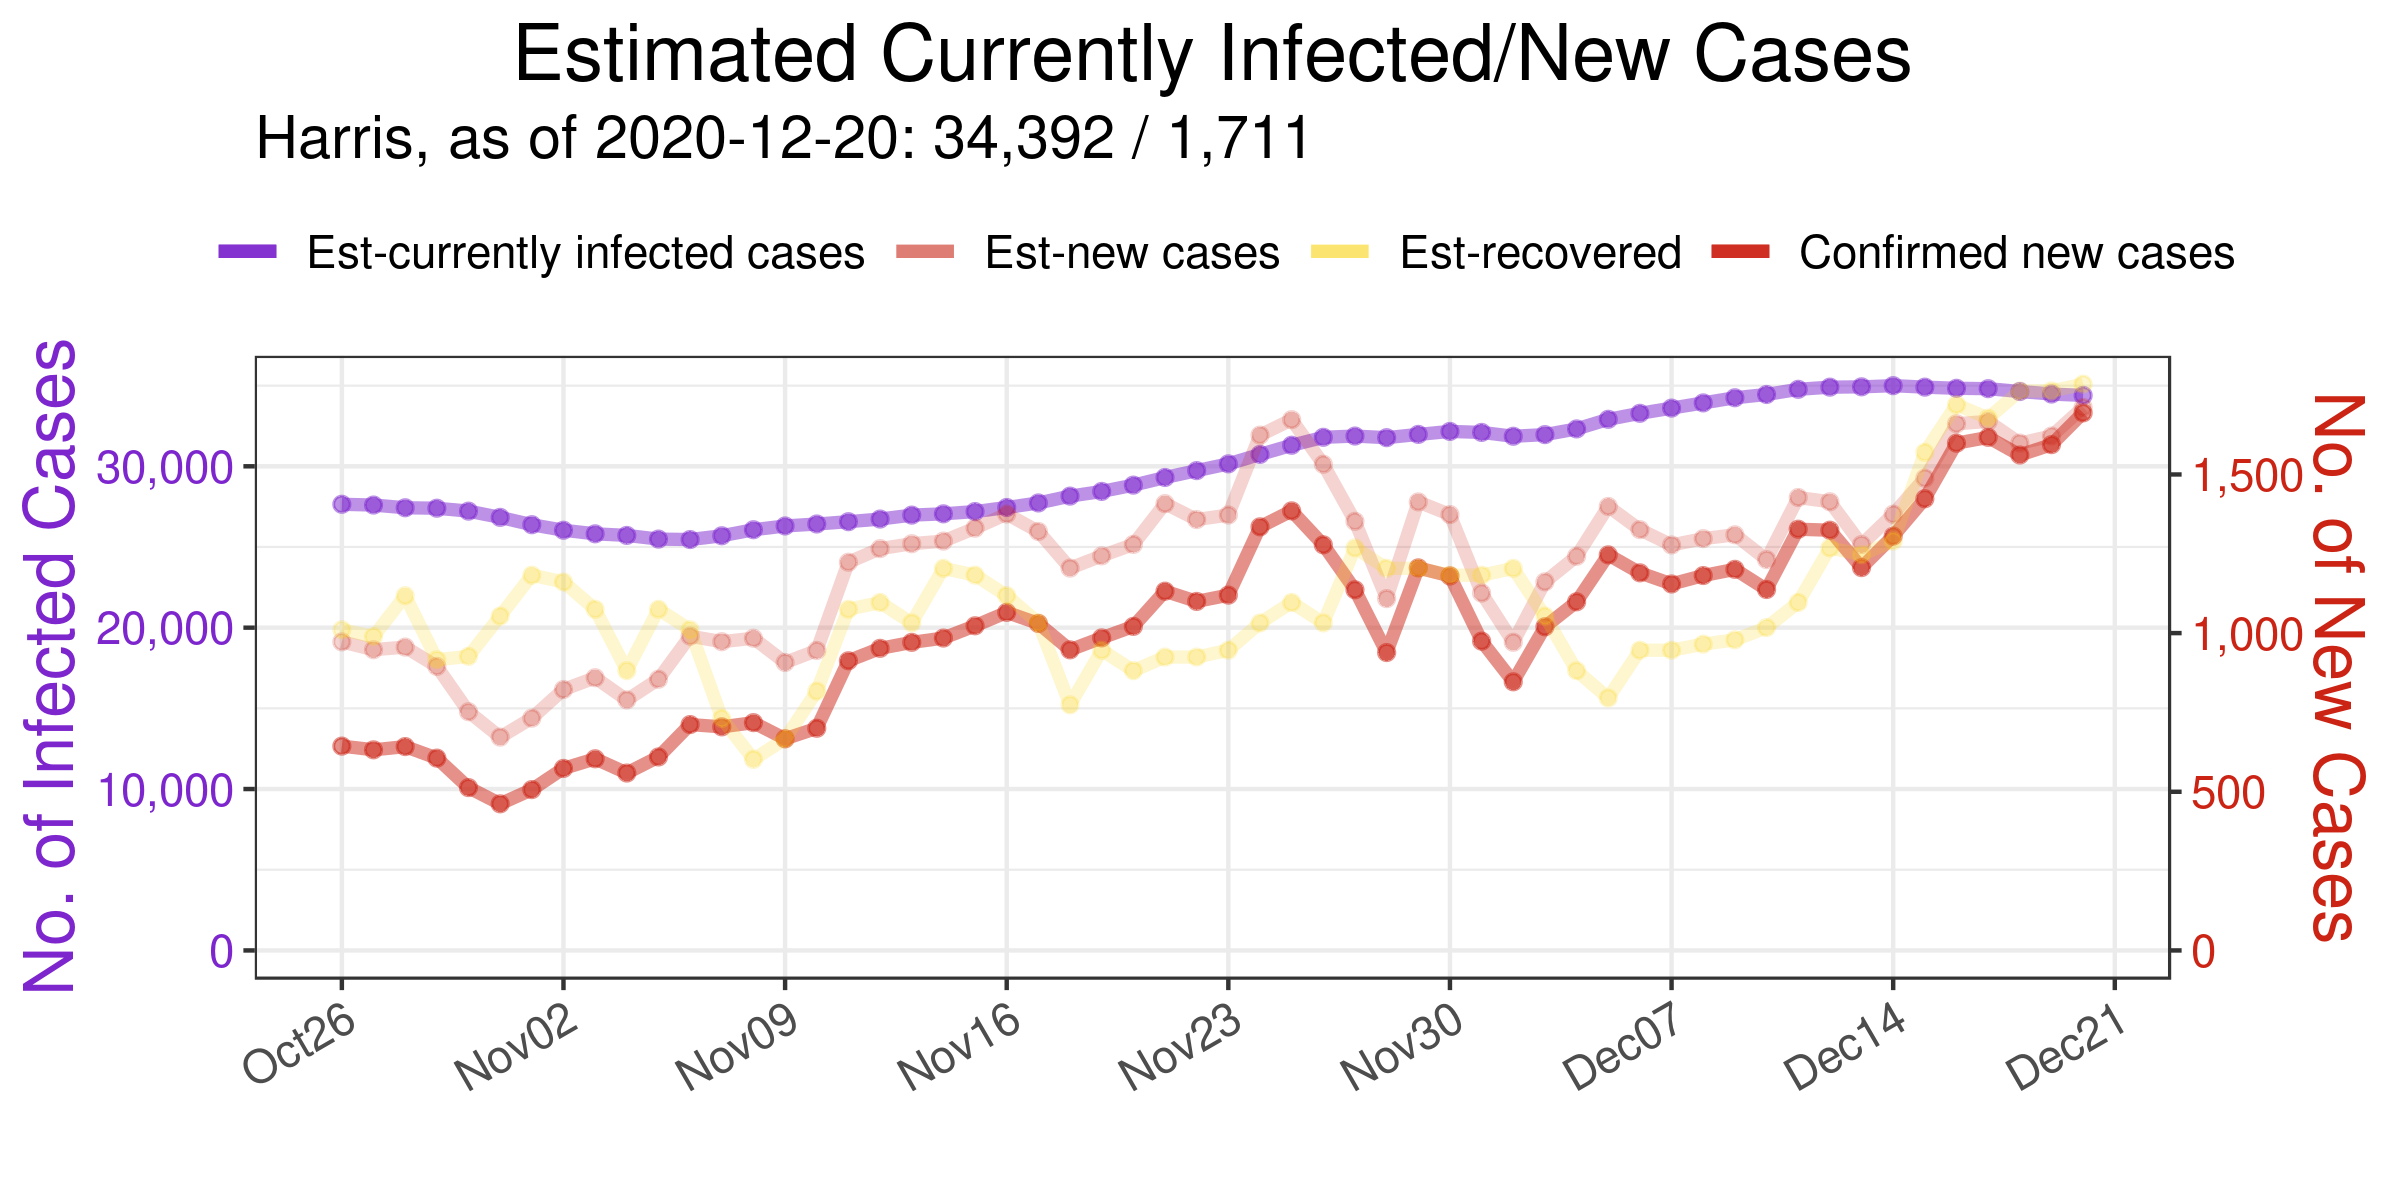 Estimated Currently Infected/New Cases
Harris, as of 2020-12-20: 34,392 / 1,711
Est-currently infected cases Est-new cases Est-recovered Confirmed new cases
No. of Infected Cases
30,000
20,000
10,000
0
1,500
1,000
500
0
No. of New Cases
Oct26 Nov02 Nov09 Nov16 Nov23 Nov30 Dec07 Dec14 Dec21